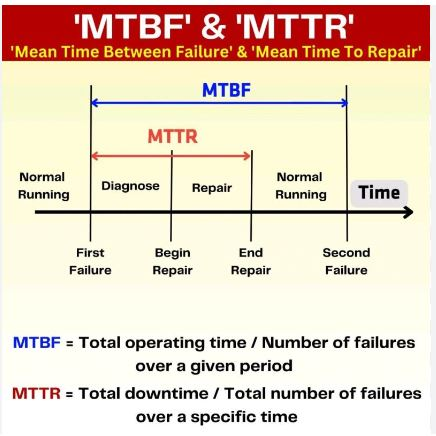 'MTBF' & 'MTTR'
'Mean Time Between Failure' & 'Mean Time To Repair'
MTBF
MTTR
Normal
Running
Diagnose
Repair
Normal
Running
Time
First
Failure
Begin
Repair
End
Repair
Second
Failure
MTBF = Total operating time / Number of failures
over a given period
MTTR = Total downtime / Total number of failures
over a specific time